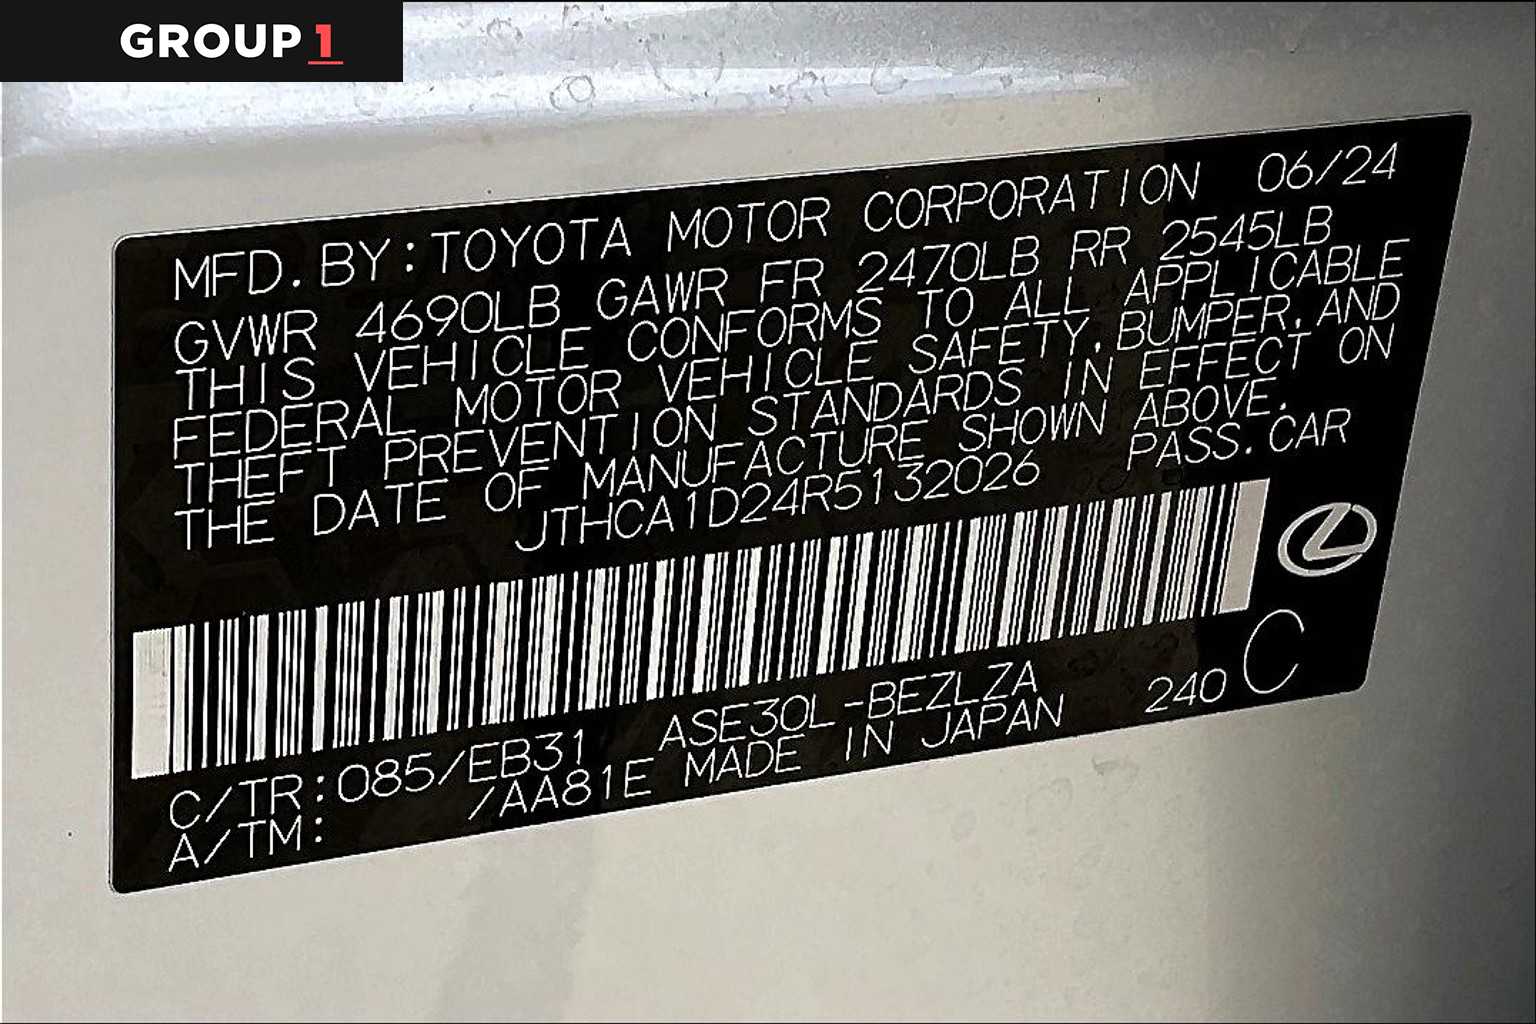 GROUP 1
MFD. BY: TOYOTA MOTOR CORPORATION 06/24
GVWR 4690LB GAWR FR 2470LB RR 2545LB
THIS VEHICLE CONFORMS TO ALL APPLICABLE
FEDERAL MOTOR VEHICLE SAFETY, BUMPER, AND
THEFT PREVENTION STANDARDS IN EFFECT ON
THE DATE OF MANUFACTURE SHOWN ABOVE.
JTHCA1D24R5132026 PASS. CAR
C/TR: 085/EB31 ASE30L-BEZLZA 240 C
A/TM: /AA81E MADE IN JAPAN